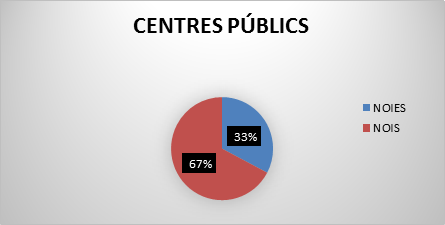 CENTRES PÚBLICS
NOIES
NOIS
33%
67%